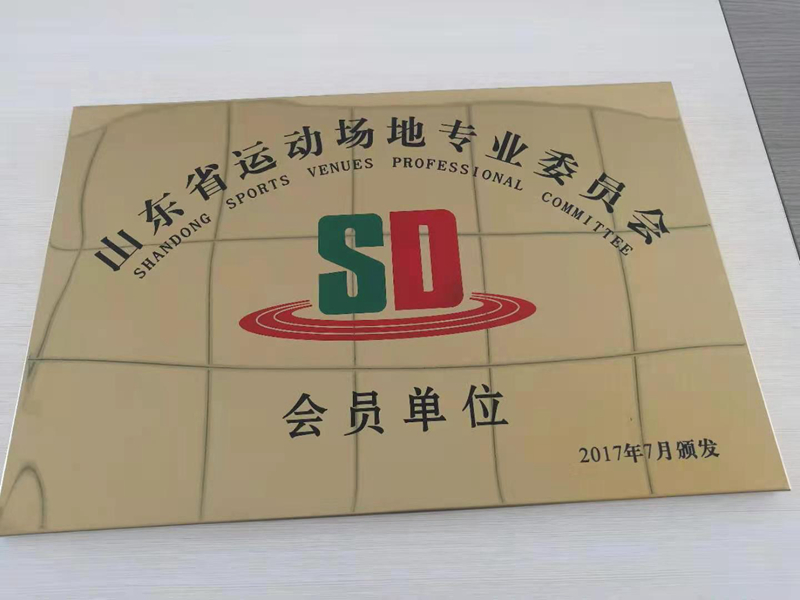 山东省运动场地专业委员会
SHANDONG SPORTS VENUES PROFESSIONAL COMMITTEE
SD
会员单位
2017年7月颁发